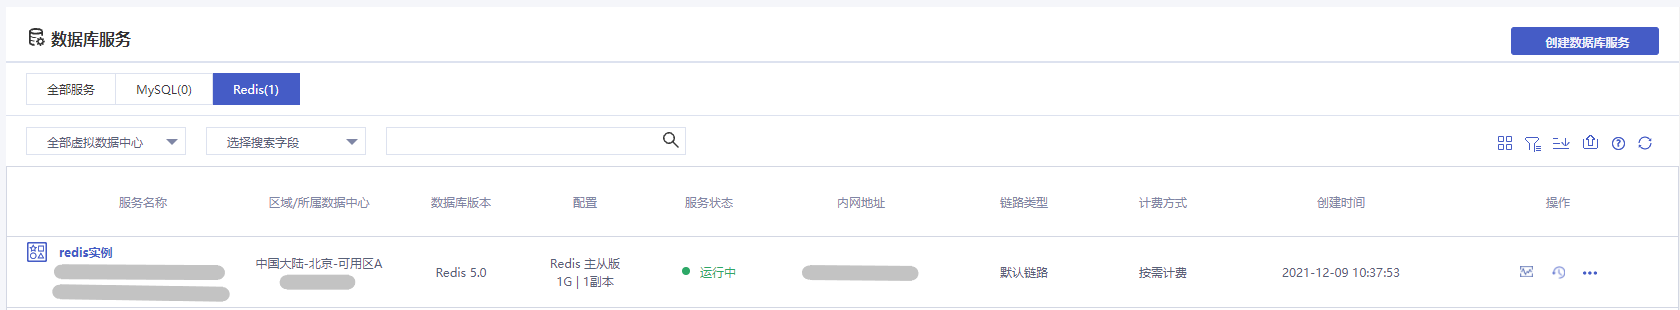 数据库服务
创建数据库服务
全部服务 MySQL(0) Redis(1)
全部虚拟数据中心 选择搜索字段
服务名称 区域/所属数据中心 数据库版本 配置 服务状态 内网地址 链路类型 计费方式 创建时间 操作
redis实例
中国大陆-北京-可用区A
Redis 5.0
Redis 主从版
1G | 1副本
运行中
默认链路
按需计费
2021-12-09 10:37:53